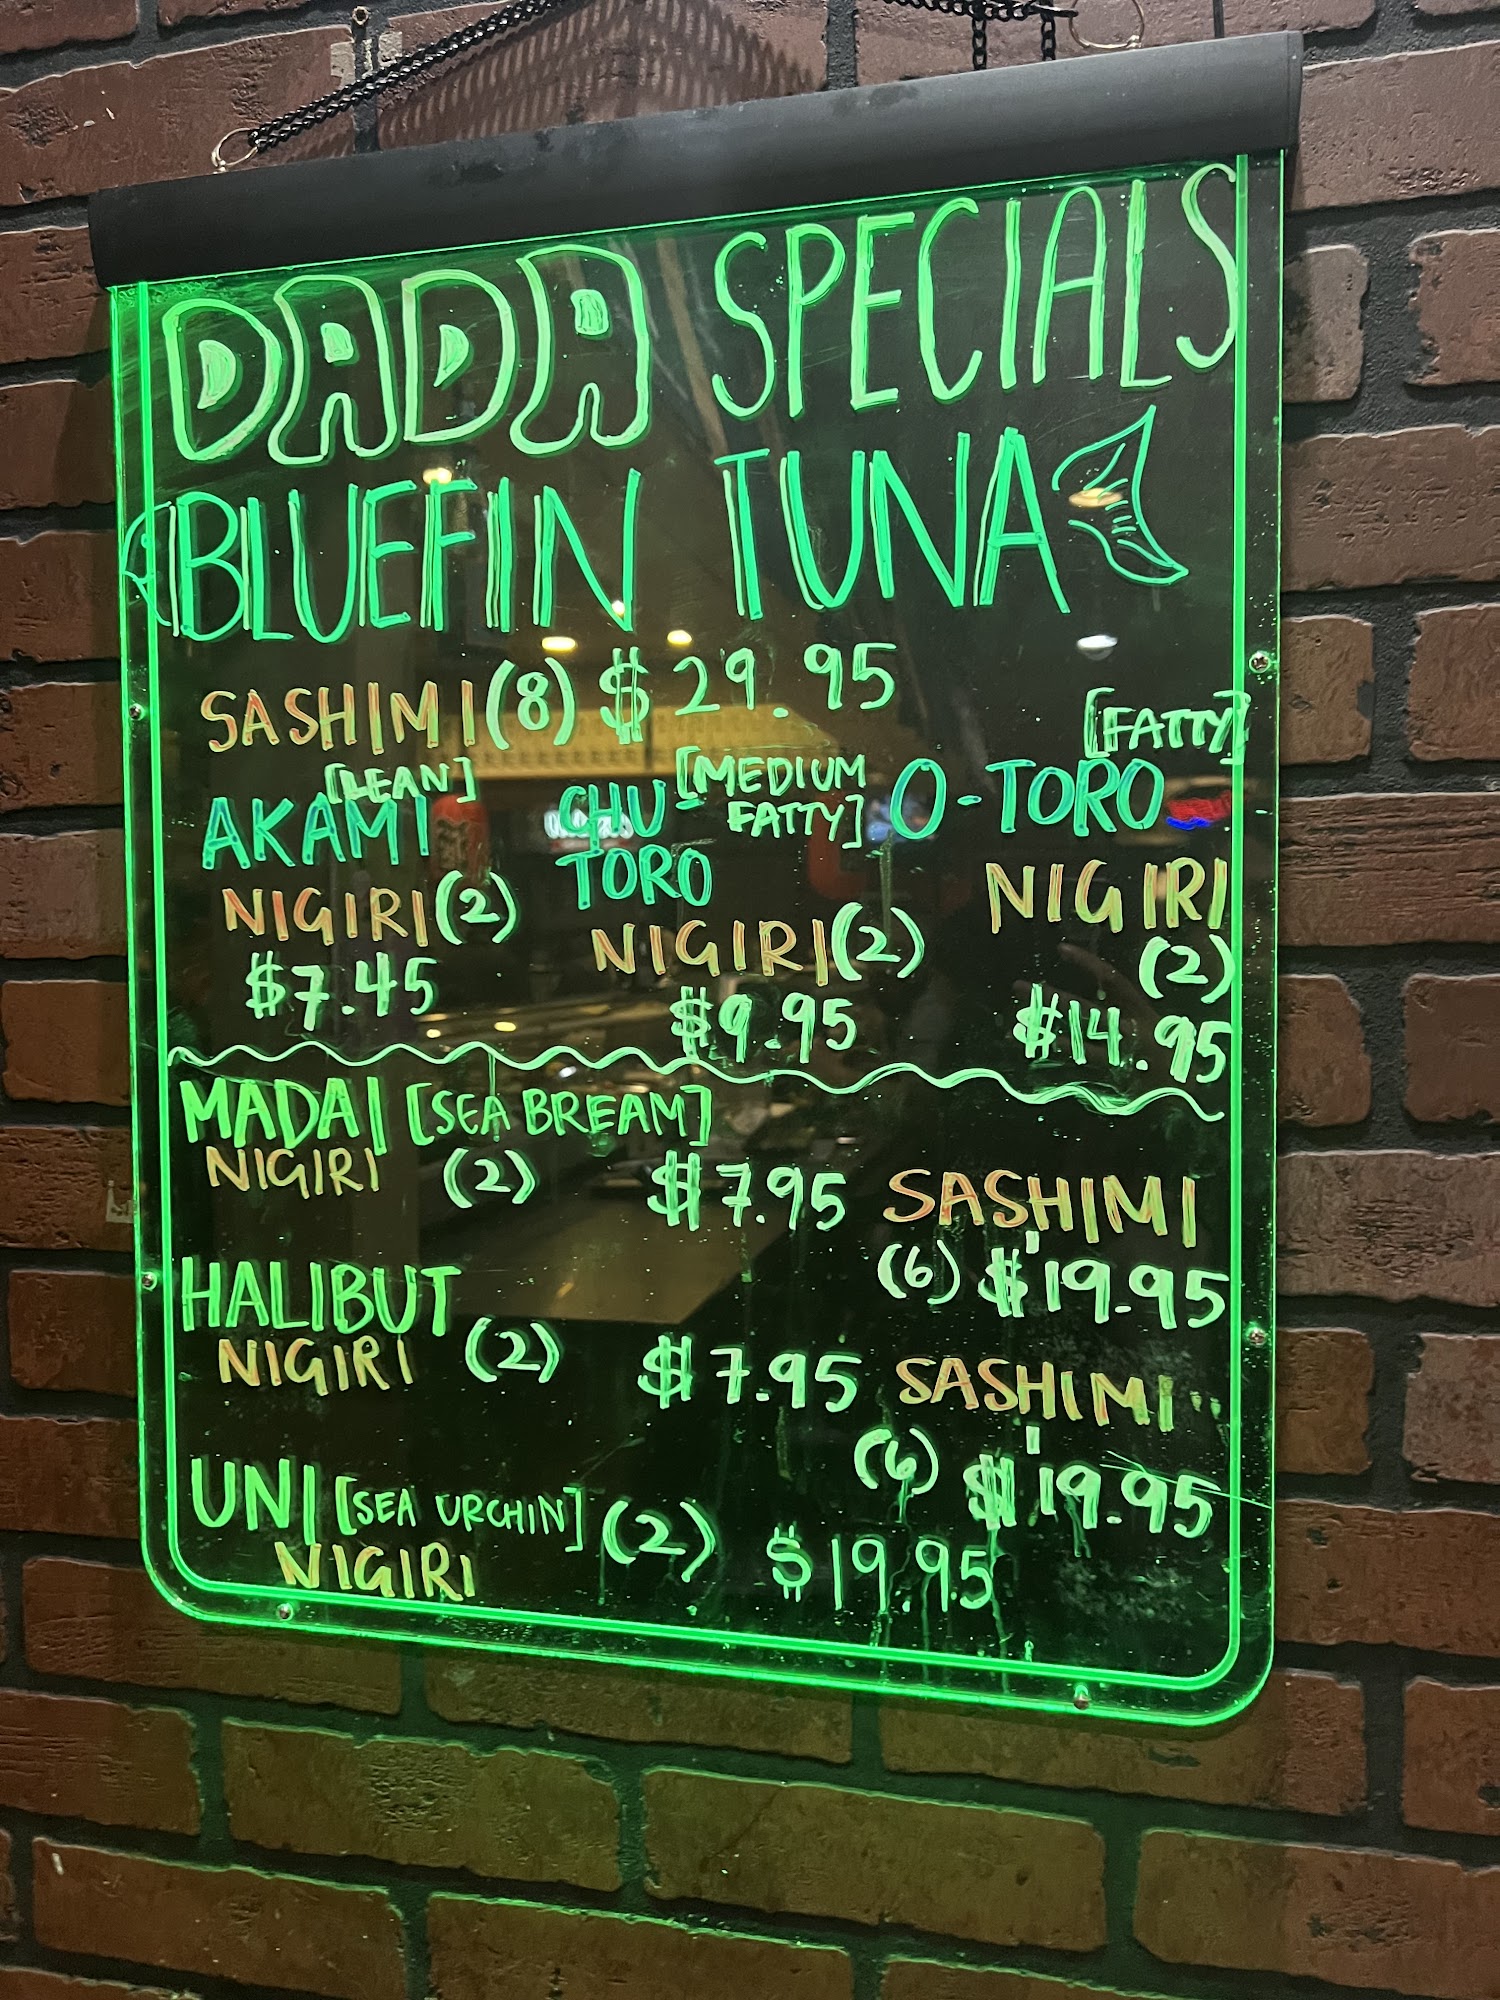 DADA SPECIALS
BLUEFIN TUNA
SASHIMI (8) $29.95
AKAMI [LEAN]
NIGIRI (2)
$7.45
CHU-TORO [MEDIUM FATTY]
NIGIRI (2)
$9.95
O-TORO [FATTY]
NIGIRI
(2)
$14.95
MADAI [SEA BREAM]
NIGIRI (2) $7.95 SASHIMI
(6) $19.95
HALIBUT
NIGIRI (2) $7.95 SASHIMI
(6) $19.95
UNI [SEA URCHIN] (2) $19.95
NIGIRI